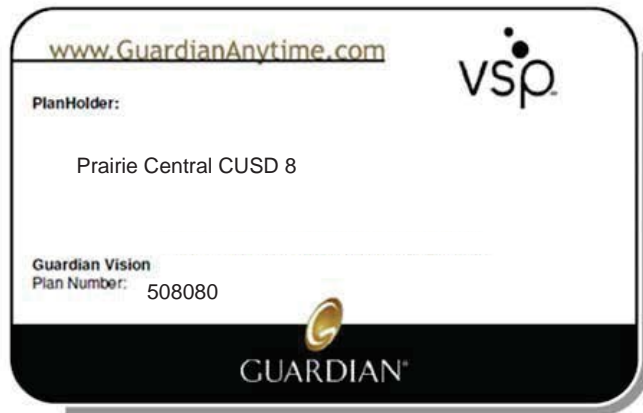 www.GuardianAnytime.com
vsp
PlanHolder:
Prairie Central CUSD 8
Guardian Vision
Plan Number: 508080
G
GUARDIAN®